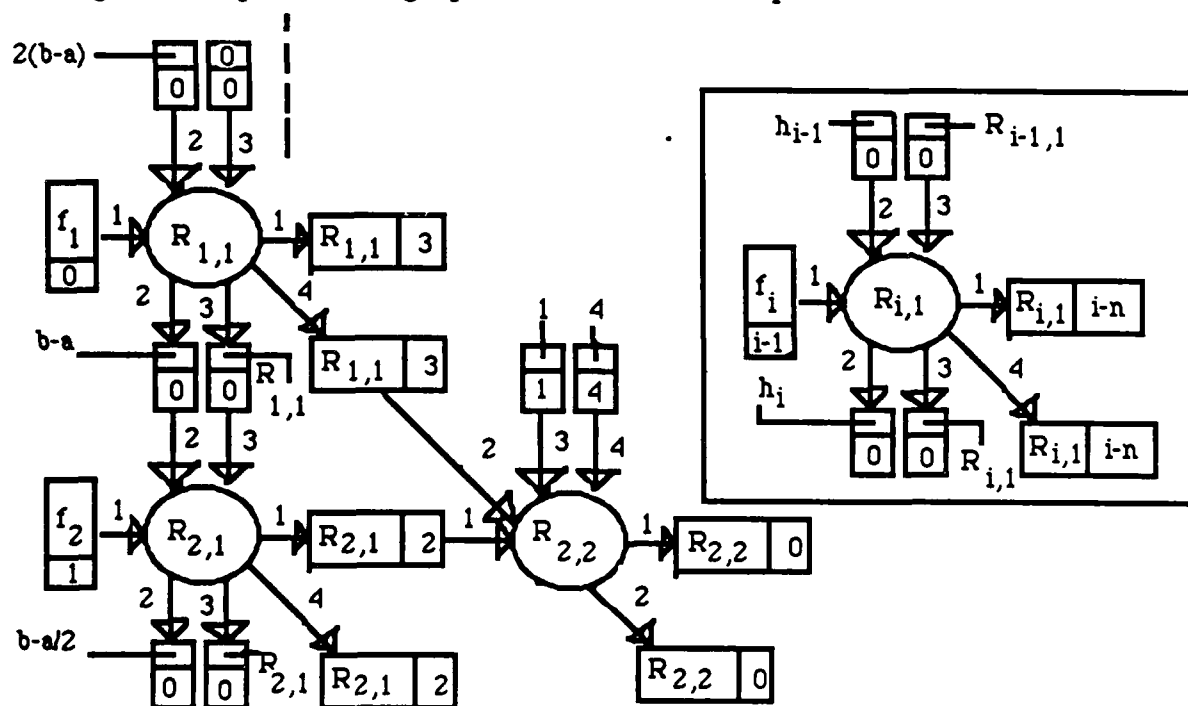 2(b-a) 0
0 0
2 3
f1 1 R1,1 1 R1,1 3
0
2 3 4
b-a R1,1 R1,1 3
0 0
2 3 2
1 4
1 4
3 4
f2 1 R2,1 1 R2,1 2 1 R2,2 1 R2,2 0
1
2 3 4 2
b-a/2 R2,1 R2,1 2 R2,2 0
0 0
hi-1 Ri-1,1
0 0
2 3
fi 1 Ri,1 1 Ri,1 i-n
i-1
2 3 4
hi Ri,1 Ri,1 i-n
0 0